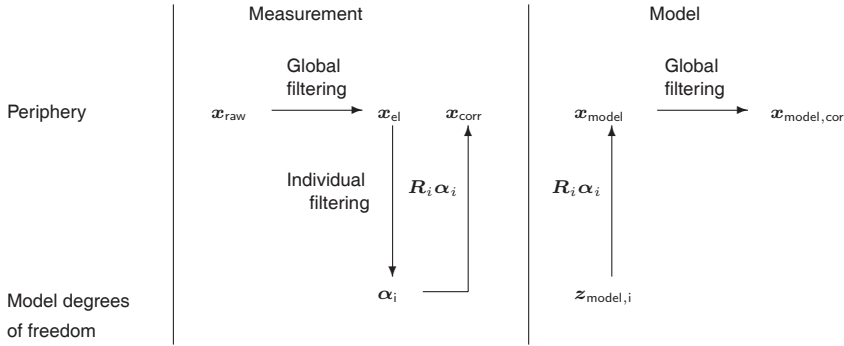 Measurement Model
Global filtering Global filtering
Periphery x_raw x_el x_corr x_model x_model,cor
Individual filtering R_i α_i R_i α_i
α_i z_model,i
Model degrees
of freedom